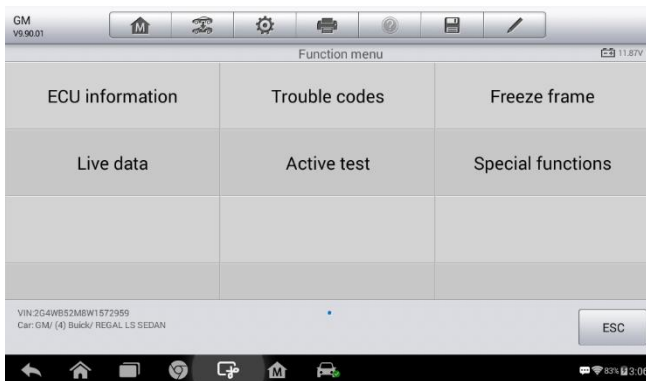 GM
V9.90.01
Function menu
11.87V
ECU information
Trouble codes
Freeze frame
Live data
Active test
Special functions
VIN:2G4WB52M8W1572959
Car: GM/ (4) Buick/ REGAL LS SEDAN
ESC
M
M
83% 3:06